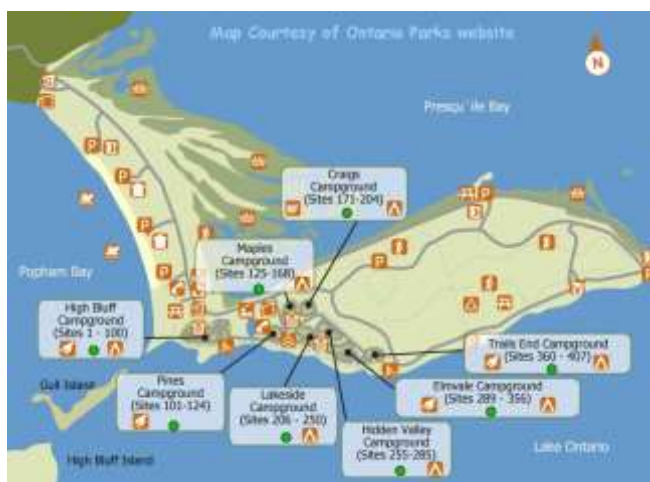 Map Courtesy of Ontario Parks website
N
Presqu'ile Bay
Craigs
Campground
(Sites 171-204)
Maples
Campground
(Sites 125-168)
Popham Bay
High Bluff
Campground
(Sites 1 - 100)
Trails End Campground
(Sites 360 - 407)
Pines
Campground
(Sites 101-124)
Elmvale Campground
(Sites 289 - 356)
Gull Island
Lakeside
Campground
(Sites 206 - 250)
Hidden Valley
Campground
(Sites 255-285)
Lake Ontario
High Bluff Island